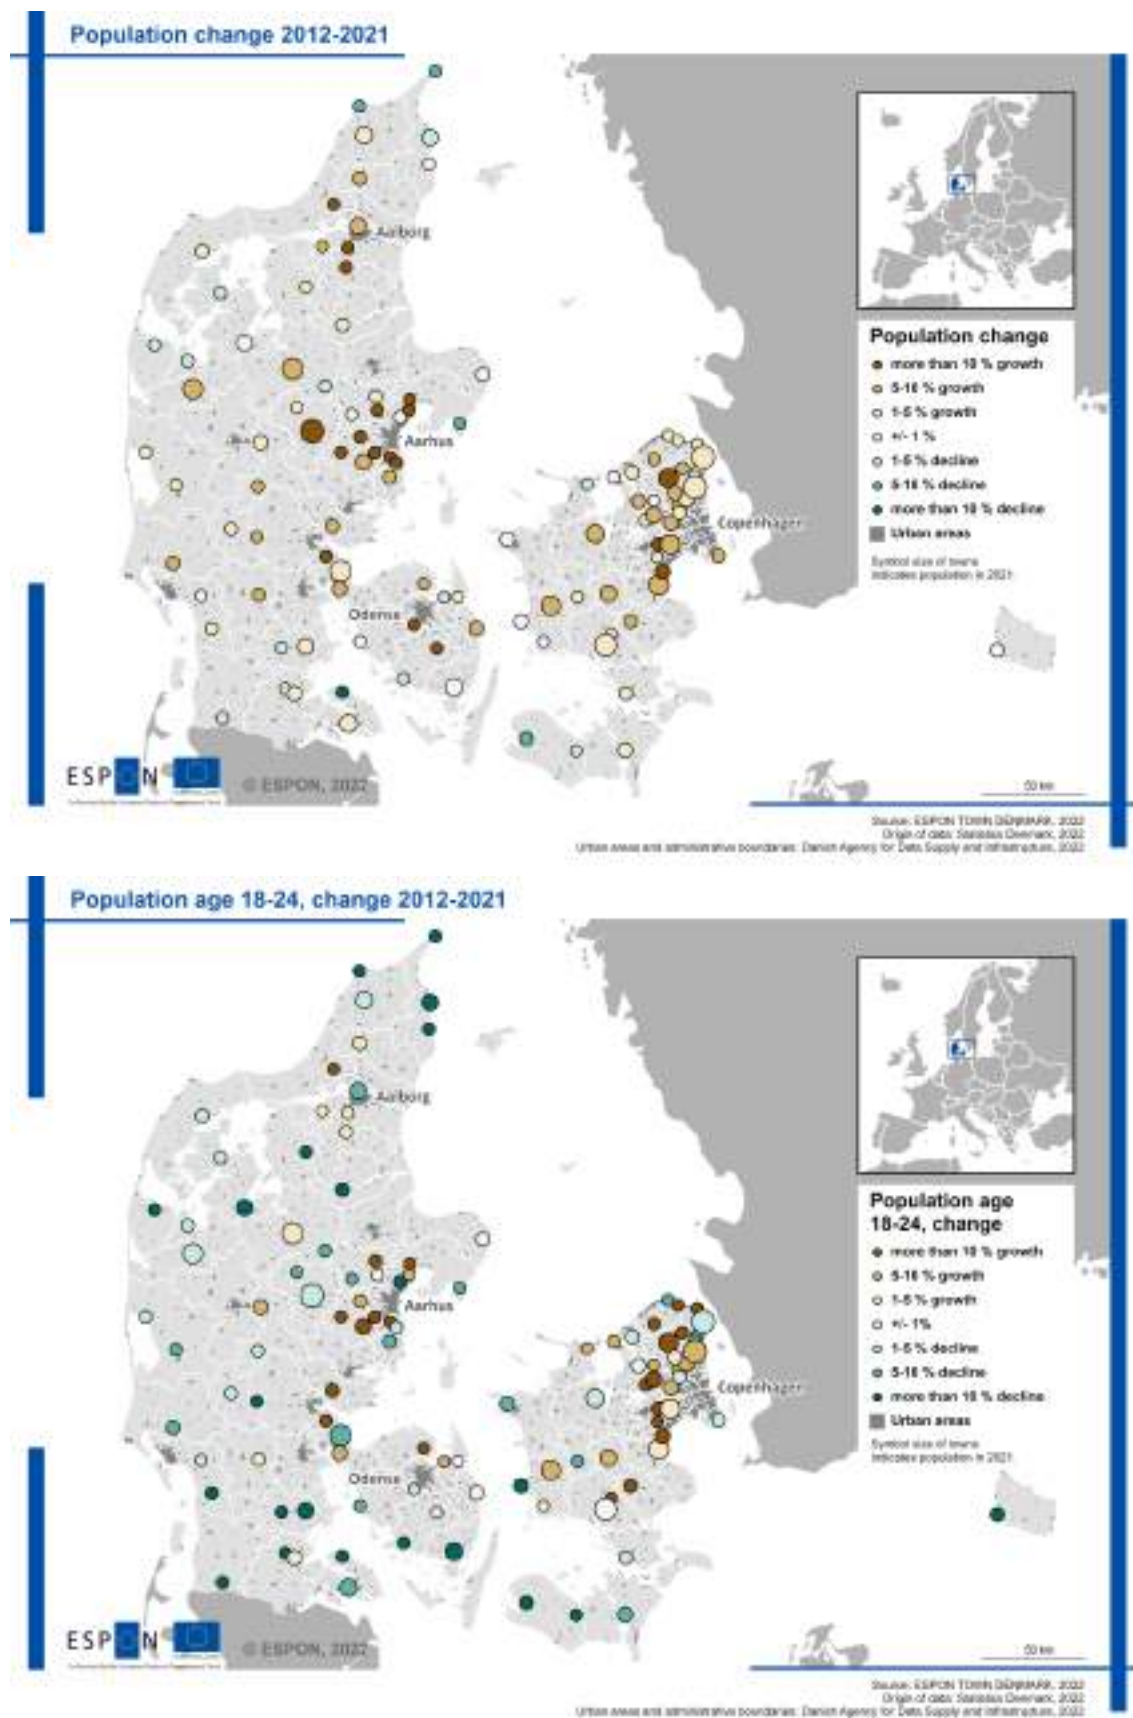 Population change 2012-2021
Aalborg
Aarhus
Copenhagen
Odense
Population change
more than 10 % growth
5-10 % growth
1-5 % growth
+/- 1 %
1-5 % decline
5-10 % decline
more than 10 % decline
Urban areas
Symbol size of towns
indicates population in 2021
ESPON
© ESPON, 2022
50 km
Source: ESPON TOWN DENMARK, 2022
Origin of data: Statistics Denmark, 2022
Urban areas and administrative boundaries: Danish Agency for Data Supply and Infrastructure, 2022
Population age 18-24, change 2012-2021
Aalborg
Aarhus
Copenhagen
Odense
Population age
18-24, change
more than 10 % growth
5-10 % growth
1-5 % growth
+/- 1%
1-5 % decline
5-10 % decline
more than 10 % decline
Urban areas
Symbol size of towns
indicates population in 2021
ESPON
© ESPON, 2022
50 km
Source: ESPON TOWN DENMARK, 2022
Origin of data: Statistics Denmark, 2022
Urban areas and administrative boundaries: Danish Agency for Data Supply and Infrastructure, 2022